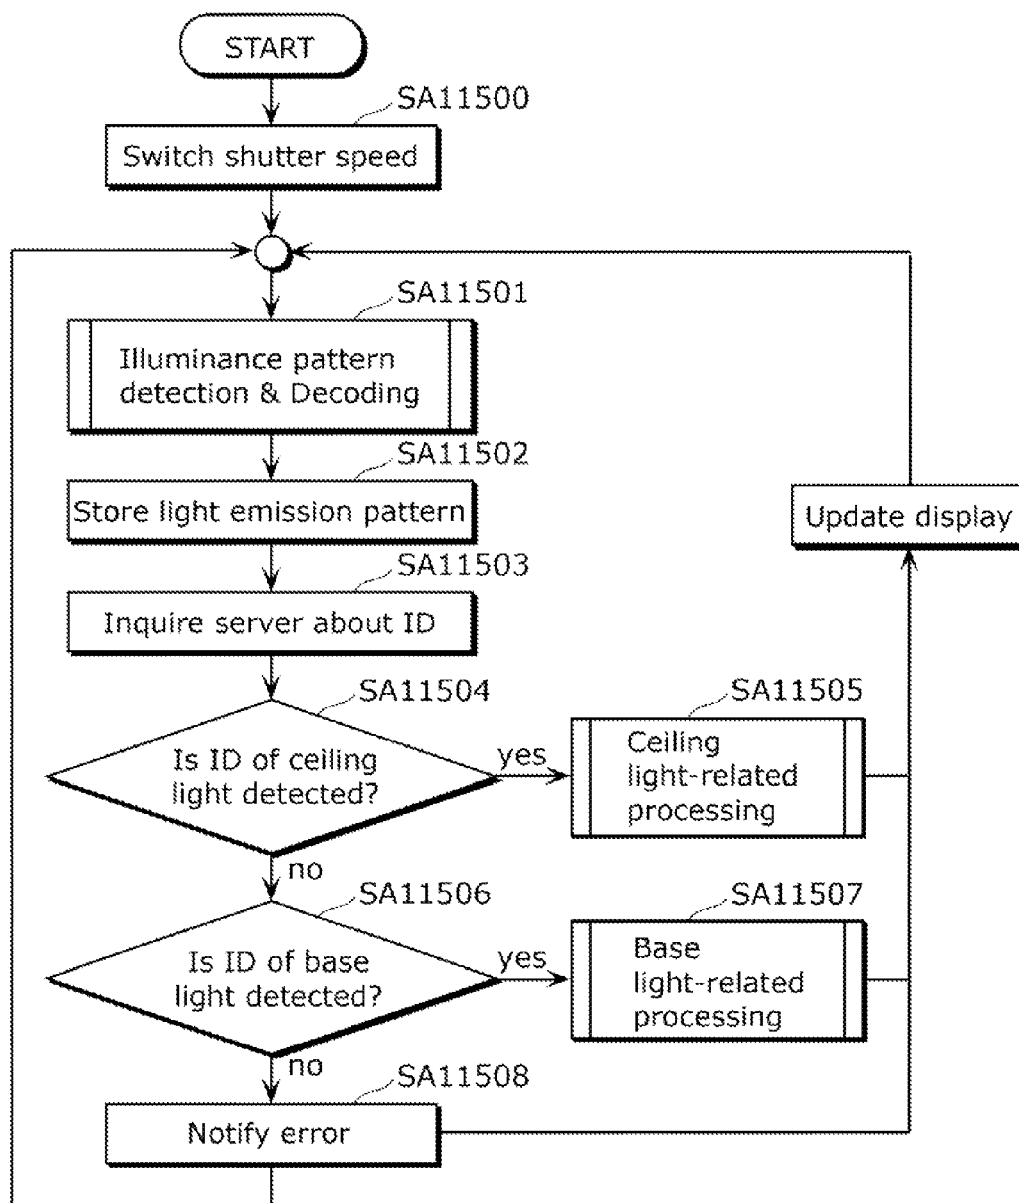 START
SA11500
Switch shutter speed
SA11501
Illuminance pattern
detection & Decoding
SA11502
Store light emission pattern
Update display
SA11503
Inquire server about ID
SA11504
Is ID of ceiling
light detected?
yes
SA11505
Ceiling
light-related
processing
no
SA11506
Is ID of base
light detected?
yes
SA11507
Base
light-related
processing
no
SA11508
Notify error